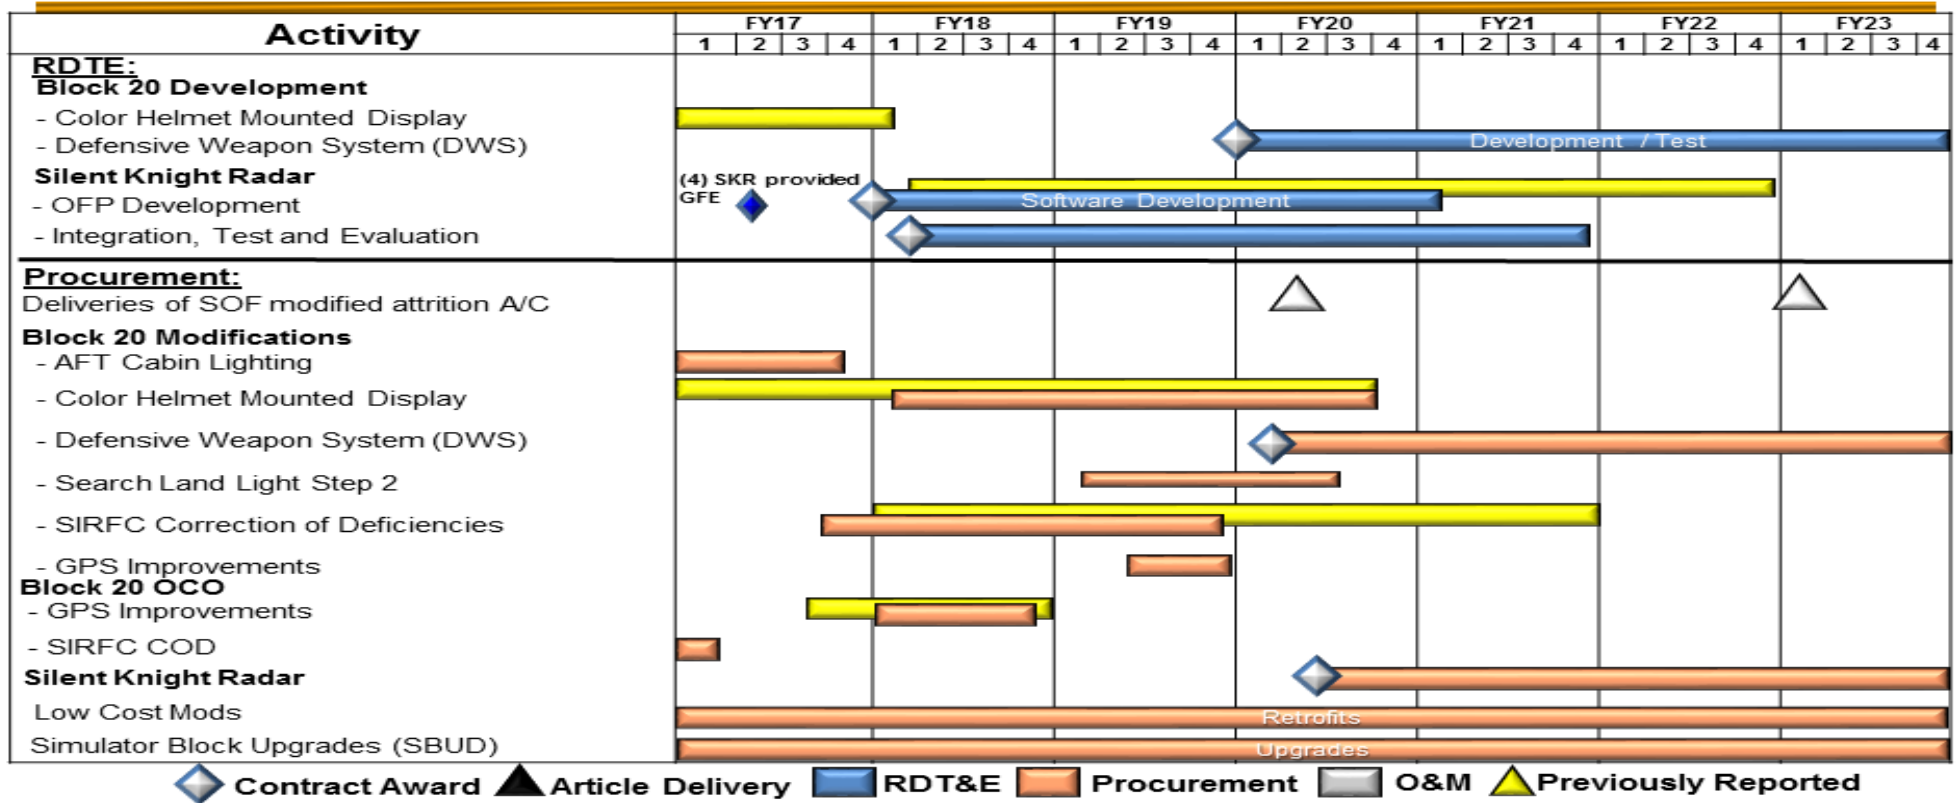 Activity FY17 FY18 FY19 FY20 FY21 FY22 FY23
1 2 3 4 1 2 3 4 1 2 3 4 1 2 3 4 1 2 3 4 1 2 3 4 1 2 3 4
RDTE:
Block 20 Development
- Color Helmet Mounted Display
- Defensive Weapon System (DWS) Development / Test
Silent Knight Radar
(4) SKR provided
GFE
- OFP Development Software Development
- Integration, Test and Evaluation
Procurement:
Deliveries of SOF modified attrition A/C
Block 20 Modifications
- AFT Cabin Lighting
- Color Helmet Mounted Display
- Defensive Weapon System (DWS)
- Search Land Light Step 2
- SIRFC Correction of Deficiencies
- GPS Improvements
Block 20 OCO
- GPS Improvements
- SIRFC COD
Silent Knight Radar
Low Cost Mods Retrofits
Simulator Block Upgrades (SBUD) Upgrades
Contract Award Article Delivery RDT&E Procurement O&M Previously Reported